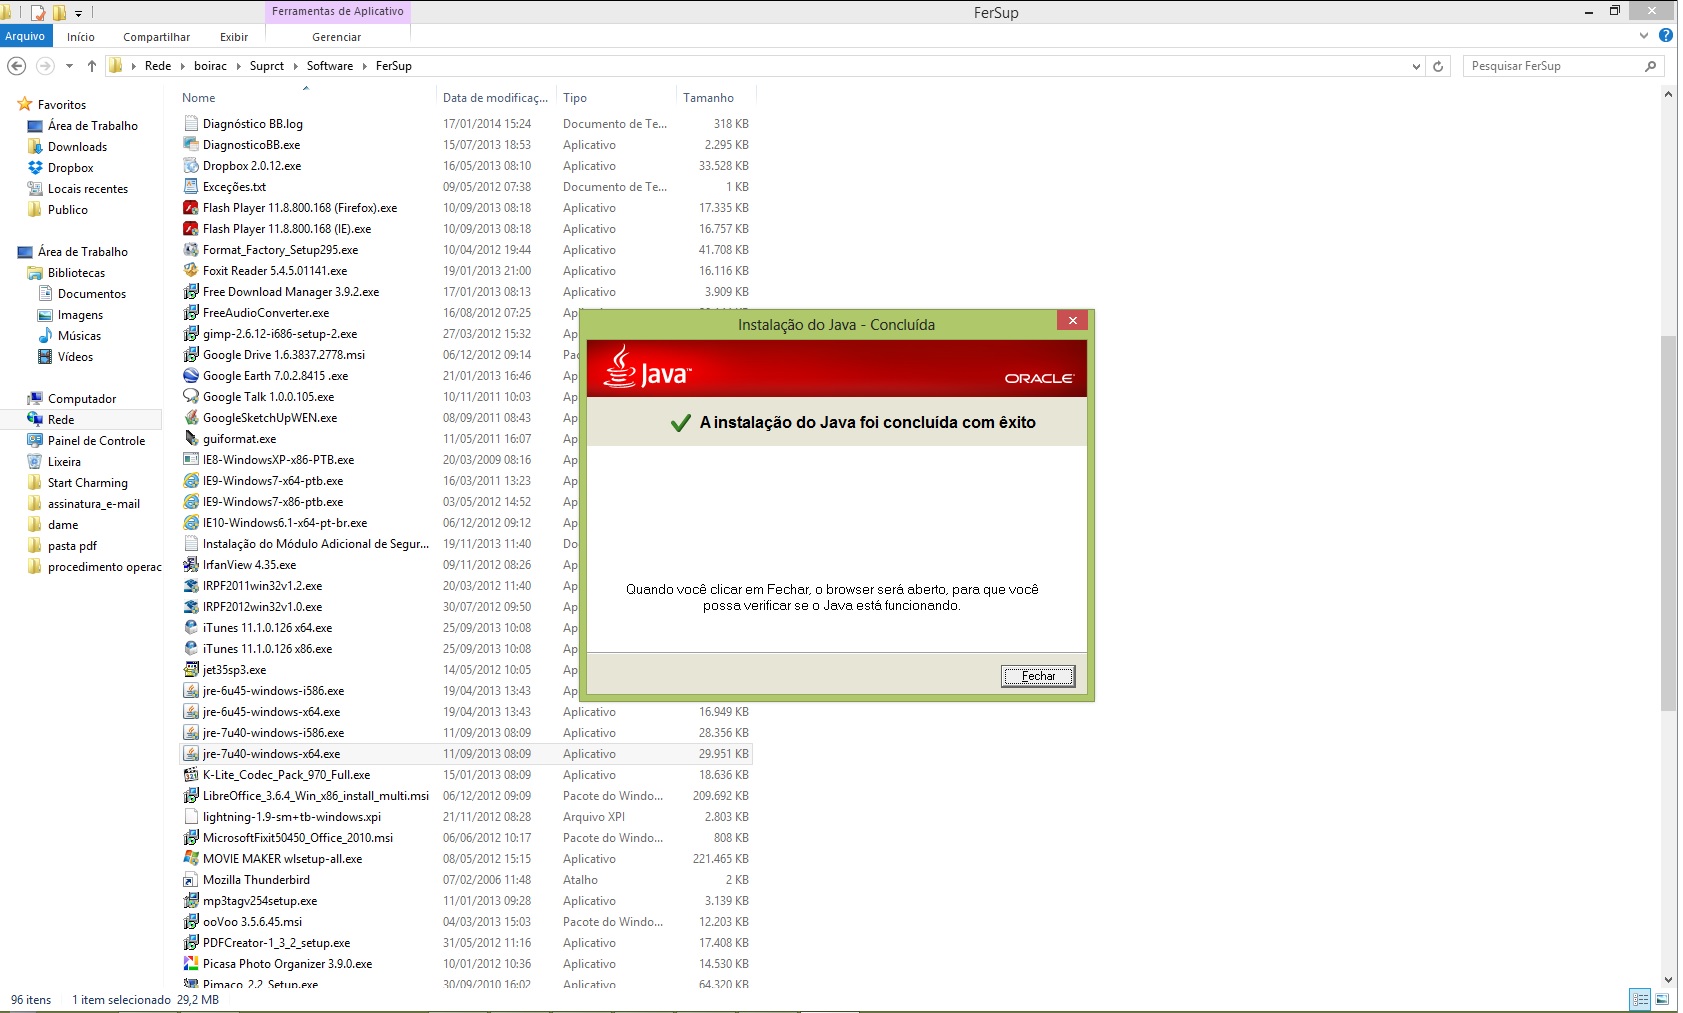 Ferramentas de Aplicativo
FerSup
Arquivo Início Compartilhar Exibir Gerenciar
Rede boirac Suprct Software FerSup
Pesquisar FerSup
Favoritos
Área de Trabalho
Downloads
Dropbox
Locais recentes
Publico
Área de Trabalho
Bibliotecas
Documentos
Imagens
Músicas
Vídeos
Computador
Rede
Painel de Controle
Lixeira
Start Charming
assinatura_e-mail
dame
pasta pdf
procedimento operac
Nome Data de modificaç... Tipo Tamanho
Diagnóstico BB.log 17/01/2014 15:24 Documento de Te... 318 KB
DiagnosticoBB.exe 15/07/2013 18:53 Aplicativo 2.295 KB
Dropbox 2.0.12.exe 16/05/2013 08:10 Aplicativo 33.528 KB
Exceções.txt 09/05/2012 07:38 Documento de Te... 1 KB
Flash Player 11.8.800.168 (Firefox).exe 10/09/2013 08:18 Aplicativo 17.335 KB
Flash Player 11.8.800.168 (IE).exe 10/09/2013 08:18 Aplicativo 16.757 KB
Format_Factory_Setup295.exe 10/04/2012 19:44 Aplicativo 41.708 KB
Foxit Reader 5.4.5.01141.exe 19/01/2013 21:00 Aplicativo 16.116 KB
Free Download Manager 3.9.2.exe 17/01/2013 08:13 Aplicativo 3.909 KB
FreeAudioConverter.exe 16/08/2012 07:25
gimp-2.6.12-i686-setup-2.exe 27/03/2012 15:32 Ap
Google Drive 1.6.3837.2778.msi 06/12/2012 09:14 Pac
Google Earth 7.0.2.8415 .exe 21/01/2013 16:46 Ap
Google Talk 1.0.0.105.exe 10/11/2011 10:03 Ap
GoogleSketchUpWEN.exe 08/09/2011 08:43 Ap
guiformat.exe 11/05/2011 16:07 Ap
IE8-WindowsXP-x86-PTB.exe 20/03/2009 08:16 Ap
IE9-Windows7-x64-ptb.exe 16/03/2011 13:23 Ap
IE9-Windows7-x86-ptb.exe 03/05/2012 14:52 Ap
IE10-Windows6.1-x64-pt-br.exe 06/12/2012 09:12 Ap
Instalação do Módulo Adicional de Segur... 19/11/2013 11:40 Do
IrfanView 4.35.exe 09/11/2012 08:26 Ap
IRPF2011win32v1.2.exe 20/03/2012 11:40 Ap
IRPF2012win32v1.0.exe 30/07/2012 09:50 Ap
iTunes 11.1.0.126 x64.exe 25/09/2013 10:08 Ap
iTunes 11.1.0.126 x86.exe 25/09/2013 10:08 Ap
jet35sp3.exe 14/05/2012 10:05 Ap
jre-6u45-windows-i586.exe 19/04/2013 13:43 Ap
jre-6u45-windows-x64.exe 19/04/2013 13:43 Aplicativo 16.949 KB
jre-7u40-windows-i586.exe 11/09/2013 08:09 Aplicativo 28.356 KB
jre-7u40-windows-x64.exe 11/09/2013 08:09 Aplicativo 29.951 KB
K-Lite_Codec_Pack_970_Full.exe 15/01/2013 08:09 Aplicativo 18.636 KB
LibreOffice_3.6.4_Win_x86_install_multi.msi 06/12/2012 09:09 Pacote do Windo... 209.692 KB
lightning-1.9-sm+tb-windows.xpi 21/11/2012 08:28 Arquivo XPI 2.803 KB
MicrosoftFixit50450_Office_2010.msi 06/06/2012 10:17 Pacote do Windo... 808 KB
MOVIE MAKER wlsetup-all.exe 08/05/2012 15:15 Aplicativo 221.465 KB
Mozilla Thunderbird 07/02/2006 11:48 Atalho 2 KB
mp3tagv254setup.exe 11/01/2013 09:28 Aplicativo 3.139 KB
ooVoo 3.5.6.45.msi 04/03/2013 15:03 Pacote do Windo... 12.203 KB
PDFCreator-1_3_2_setup.exe 31/05/2012 11:16 Aplicativo 17.408 KB
Picasa Photo Organizer 3.9.0.exe 10/01/2012 10:36 Aplicativo 14.530 KB
Pimaco_2.2_Setup.exe 30/09/2010 16:02 Aplicativo 64.320 KB
Instalação do Java - Concluída
Java™
ORACLE
A instalação do Java foi concluída com êxito
Quando você clicar em Fechar, o browser será aberto, para que você
possa verificar se o Java está funcionando.
Fechar
96 itens 1 item selecionado 29,2 MB